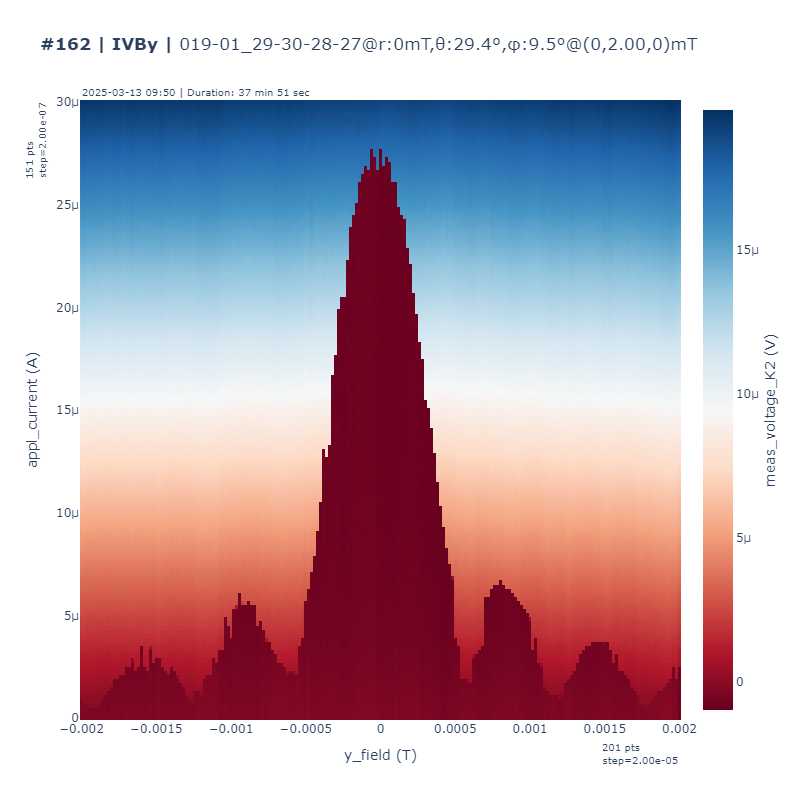 #162 | IVBy | 019-01_29-30-28-27@r:0mT,θ:29.4°,φ:9.5°@(0,2.00,0)mT
2025-03-13 09:50 | Duration: 37 min 51 sec
151 pts
step=2.00e-07
30μ
25μ
20μ
15μ
10μ
5μ
0
appl_current (A)
−0.002
−0.0015
−0.001
−0.0005
0
0.0005
0.001
0.0015
0.002
y_field (T)
201 pts
step=2.00e-05
15μ
10μ
5μ
0
meas_voltage_K2 (V)